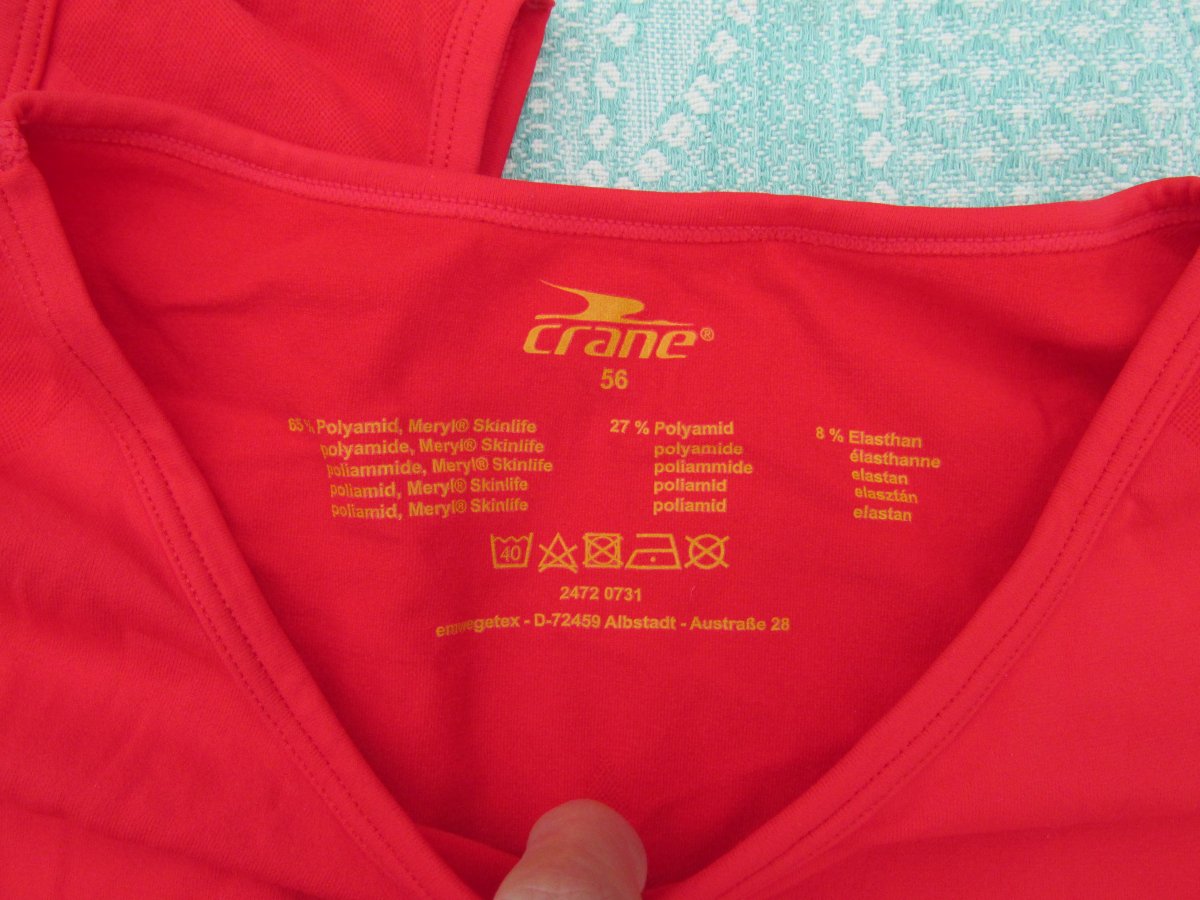 crane®
56
65% Polyamid, Meryl® Skinlife
polyamide, Meryl® Skinlife
poliammide, Meryl® Skinlife
poliamid, Meryl® Skinlife
poliamid, Meryl® Skinlife
27 % Polyamid
polyamide
poliammide
poliamid
poliamid
8 % Elasthan
élasthanne
elastan
elasztán
elastan
40
2472 0731
- D-72459 Albstadt - Austraße 28